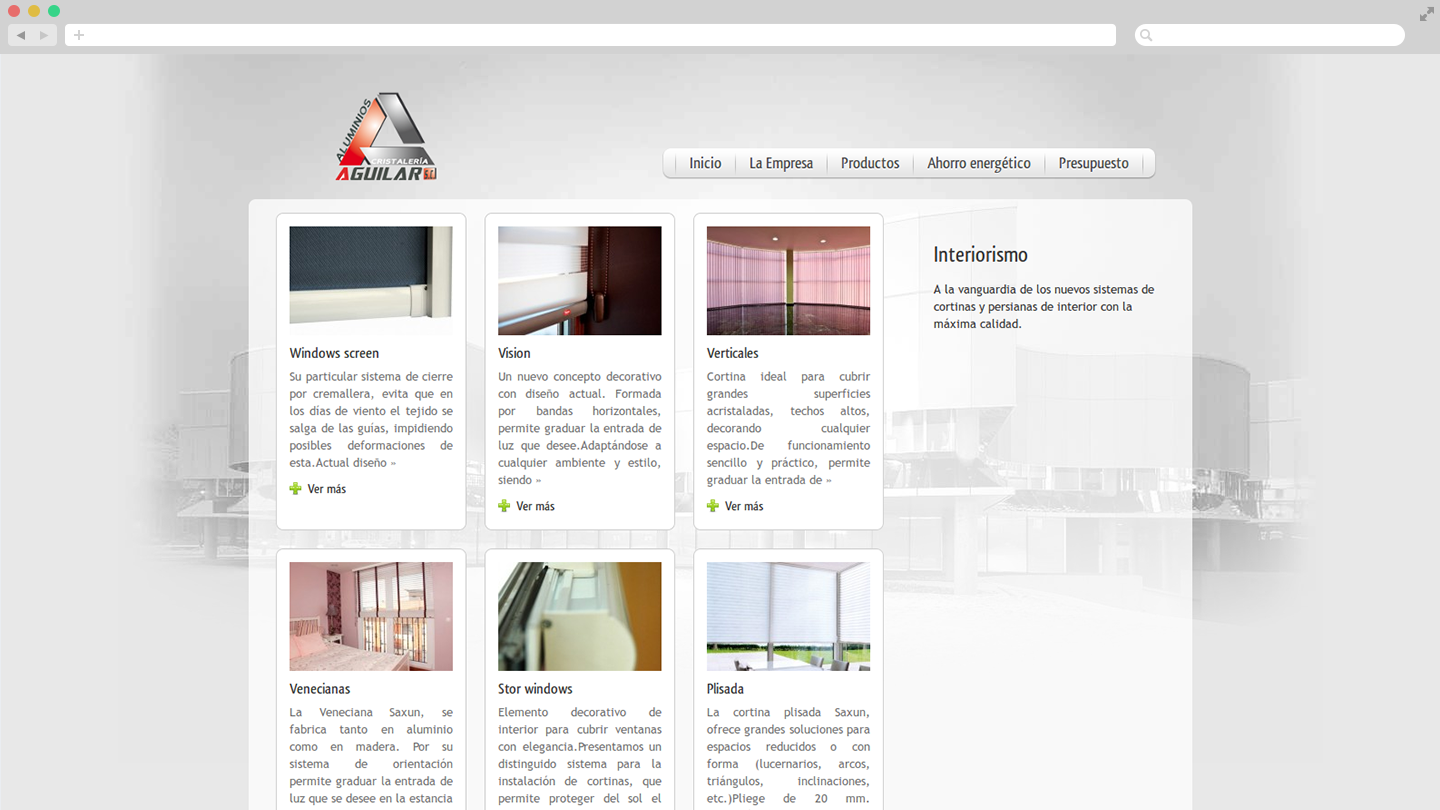 ALUMINIOS
CRISTALERÍA
AGUILAR
Inicio
La Empresa
Productos
Ahorro energético
Presupuesto
Windows screen
Su particular sistema de cierre
por cremallera, evita que en
los días de viento el tejido se
salga de las guías, impidiendo
posibles deformaciones de
esta.Actual diseño »
Ver más
Vision
Un nuevo concepto decorativo
con diseño actual. Formada
por bandas horizontales,
permite graduar la entrada de
luz que desee.Adaptándose a
cualquier ambiente y estilo,
siendo »
Ver más
Verticales
Cortina ideal para cubrir
grandes superficies
acristaladas, techos altos,
decorando cualquier
espacio.De funcionamiento
sencillo y práctico, permite
graduar la entrada de »
Ver más
Interiorismo
A la vanguardia de los nuevos sistemas de
cortinas y persianas de interior con la
máxima calidad.
Venecianas
La Veneciana Saxun, se
fabrica tanto en aluminio
como en madera. Por su
sistema de orientación
permite graduar la entrada de
luz que se desee en la estancia
Stor windows
Elemento decorativo de
interior para cubrir ventanas
con elegancia.Presentamos un
distinguido sistema para la
instalación de cortinas, que
permite proteger del sol el
Plisada
La cortina plisada Saxun,
ofrece grandes soluciones para
espacios reducidos o con
forma (lucernarios, arcos,
triángulos, inclinaciones,
etc.)Pliege de 20 mm.